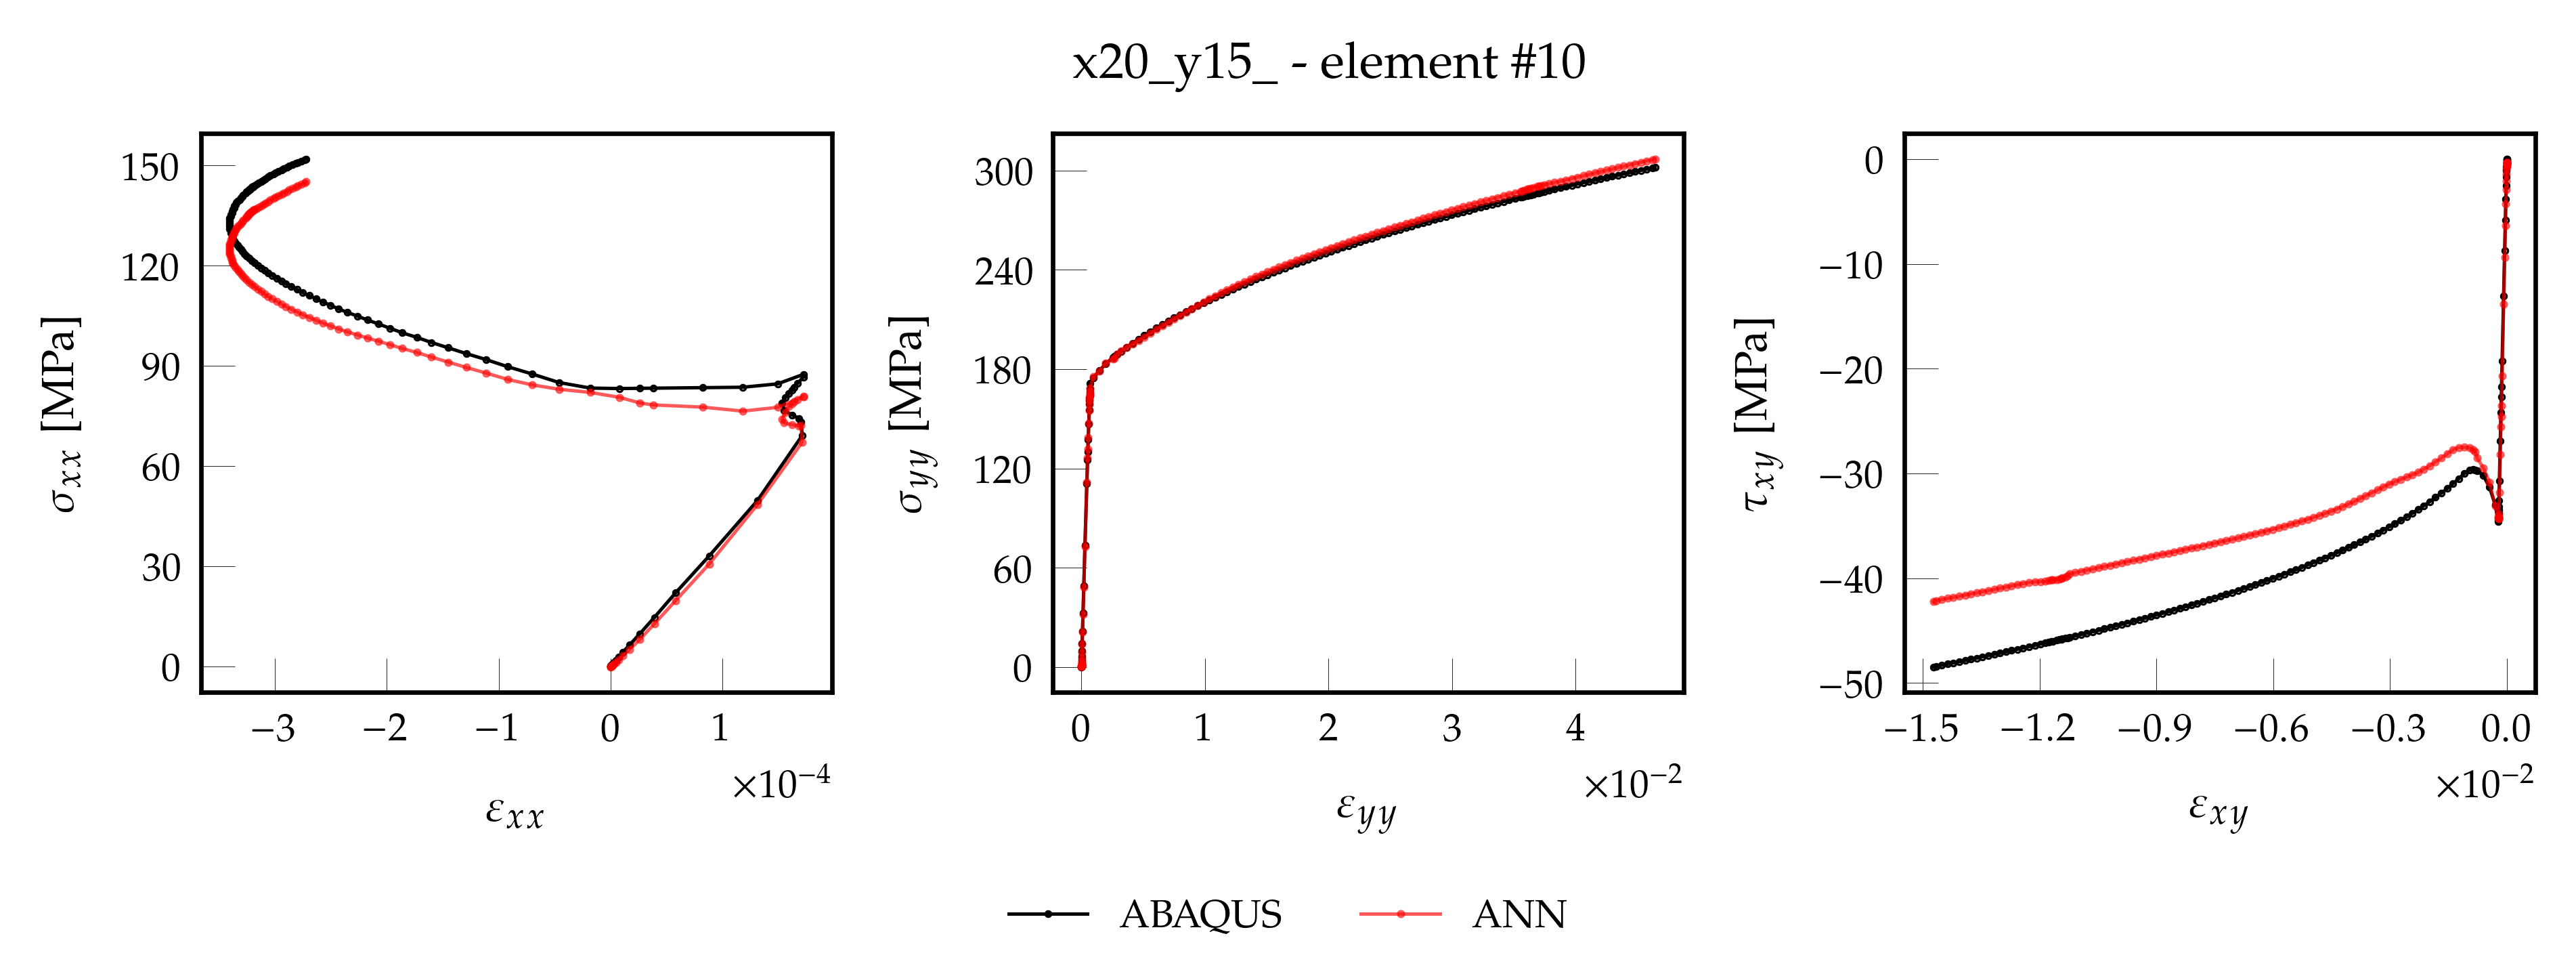 x20_y15_ - element #10
150
120
90
60
30
0
σxx [MPa]
−3 −2 −1 0 1
×10−4
εxx
300
240
180
120
60
0
σyy [MPa]
0 1 2 3 4
×10−2
εyy
0
−10
−20
−30
−40
−50
τxy [MPa]
−1.5 −1.2 −0.9 −0.6 −0.3 0.0
×10−2
εxy
ABAQUS ANN